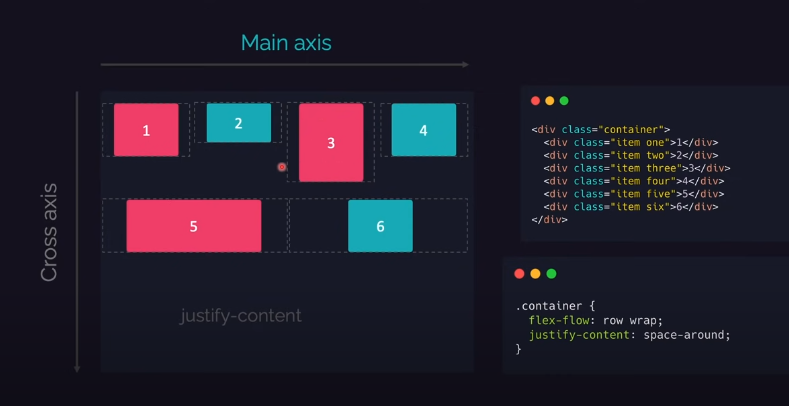 Main axis
Cross axis
1
2
3
4
5
6
justify-content
<div class="container">
  <div class="item one">1</div>
  <div class="item two">2</div>
  <div class="item three">3</div>
  <div class="item four">4</div>
  <div class="item five">5</div>
  <div class="item six">6</div>
</div>
.container {
  flex-flow: row wrap;
  justify-content: space-around;
}